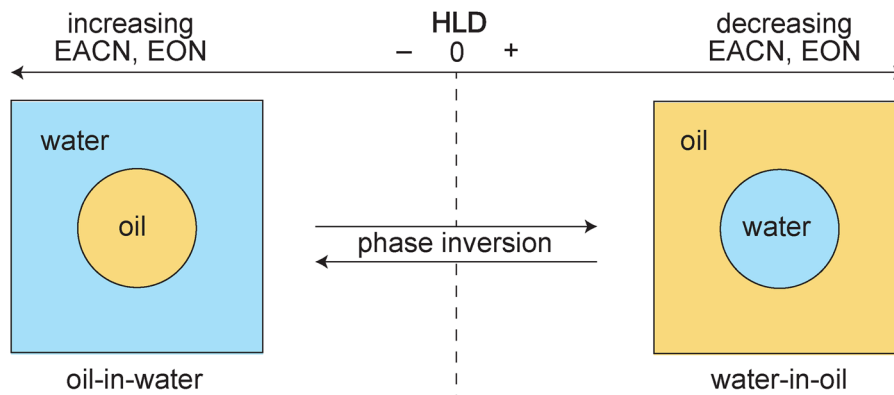 increasing
EACN, EON
HLD
– 0 +
decreasing
EACN, EON
water
oil
phase inversion
oil
water
oil-in-water
water-in-oil